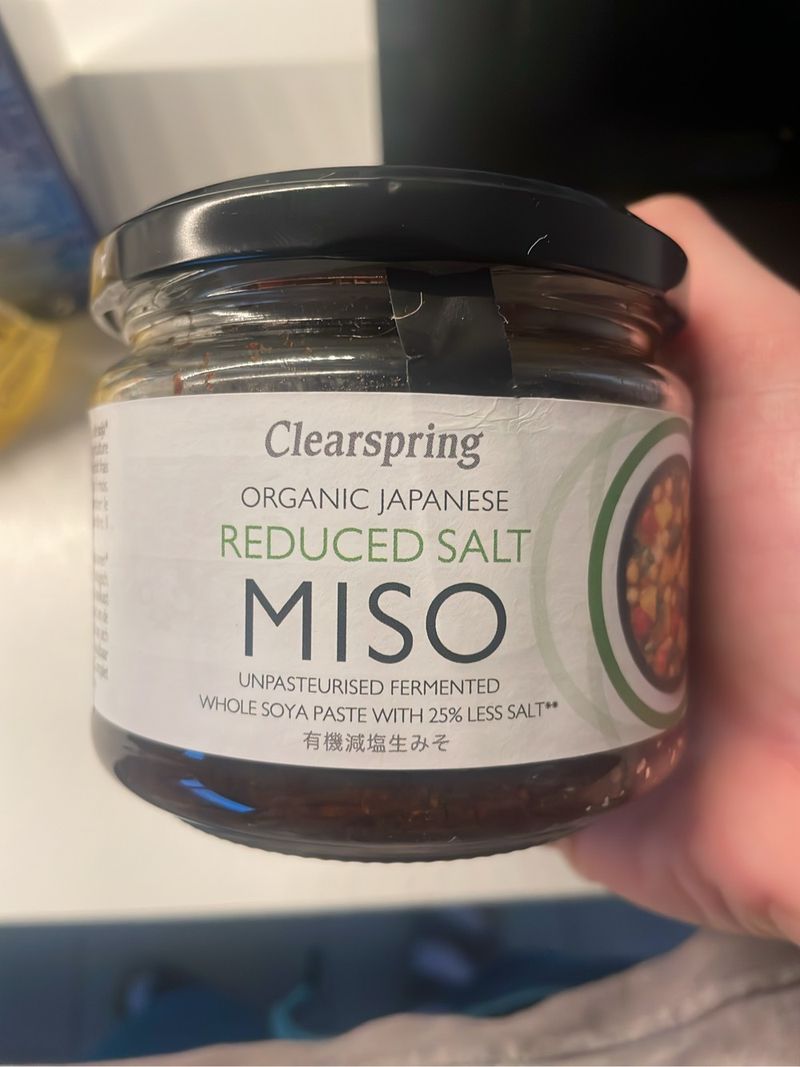 Clearspring
ORGANIC JAPANESE
REDUCED SALT
MISO
UNPASTEURISED FERMENTED
WHOLE SOYA PASTE WITH 25% LESS SALT**
有機減塩生みそ